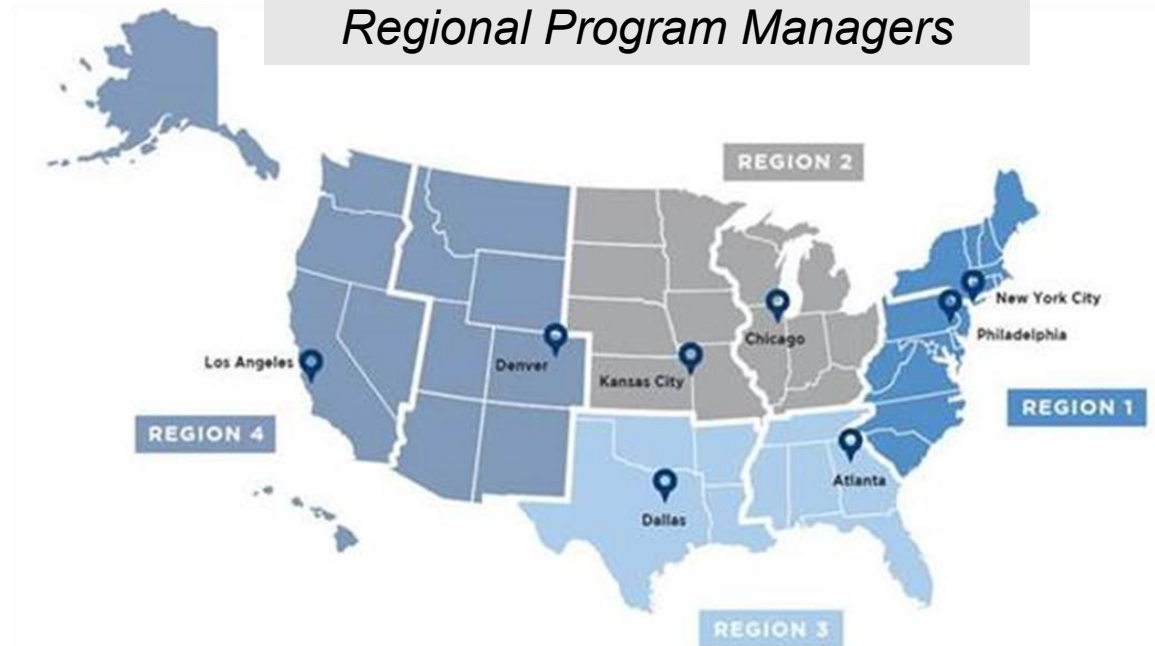 Regional Program Managers
REGION 2
New York City
Chicago
Philadelphia
Los Angeles
Denver
Kansas City
REGION 1
REGION 4
Atlanta
Dallas
REGION 3